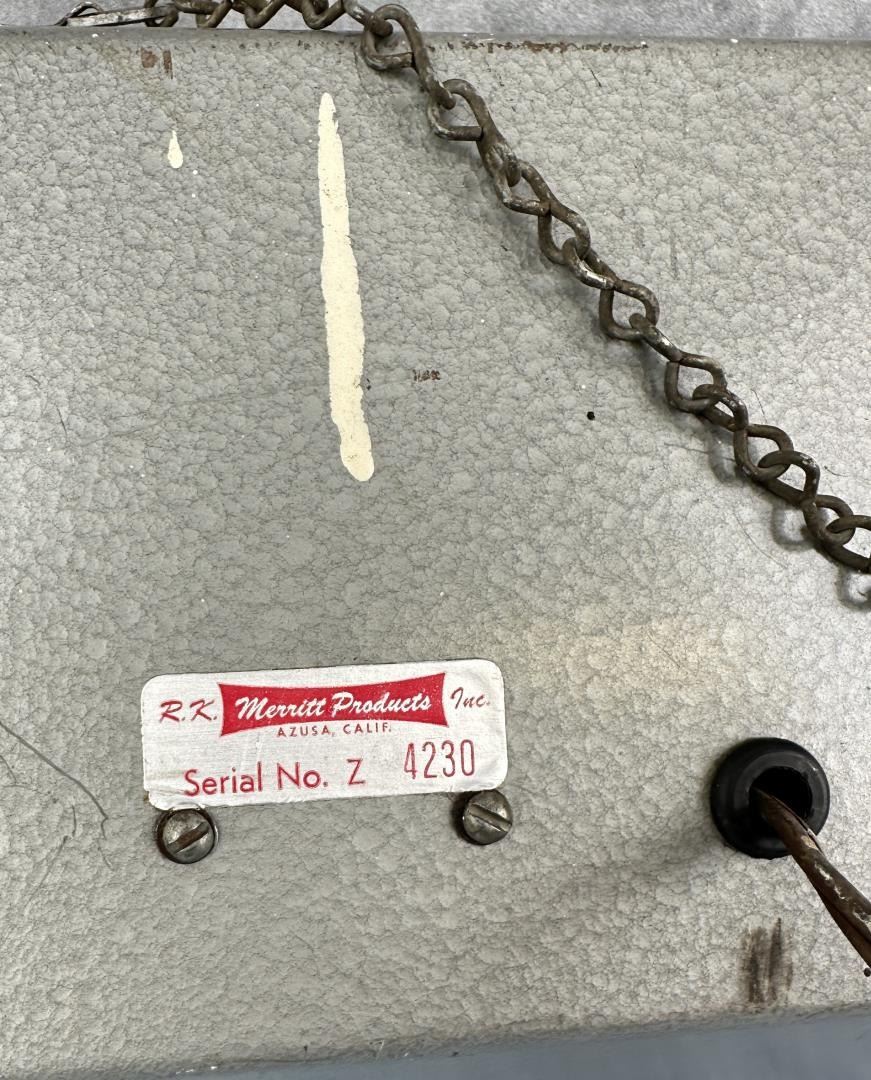 R.K. Merritt Products Inc.
AZUSA, CALIF.
Serial No. Z 4230